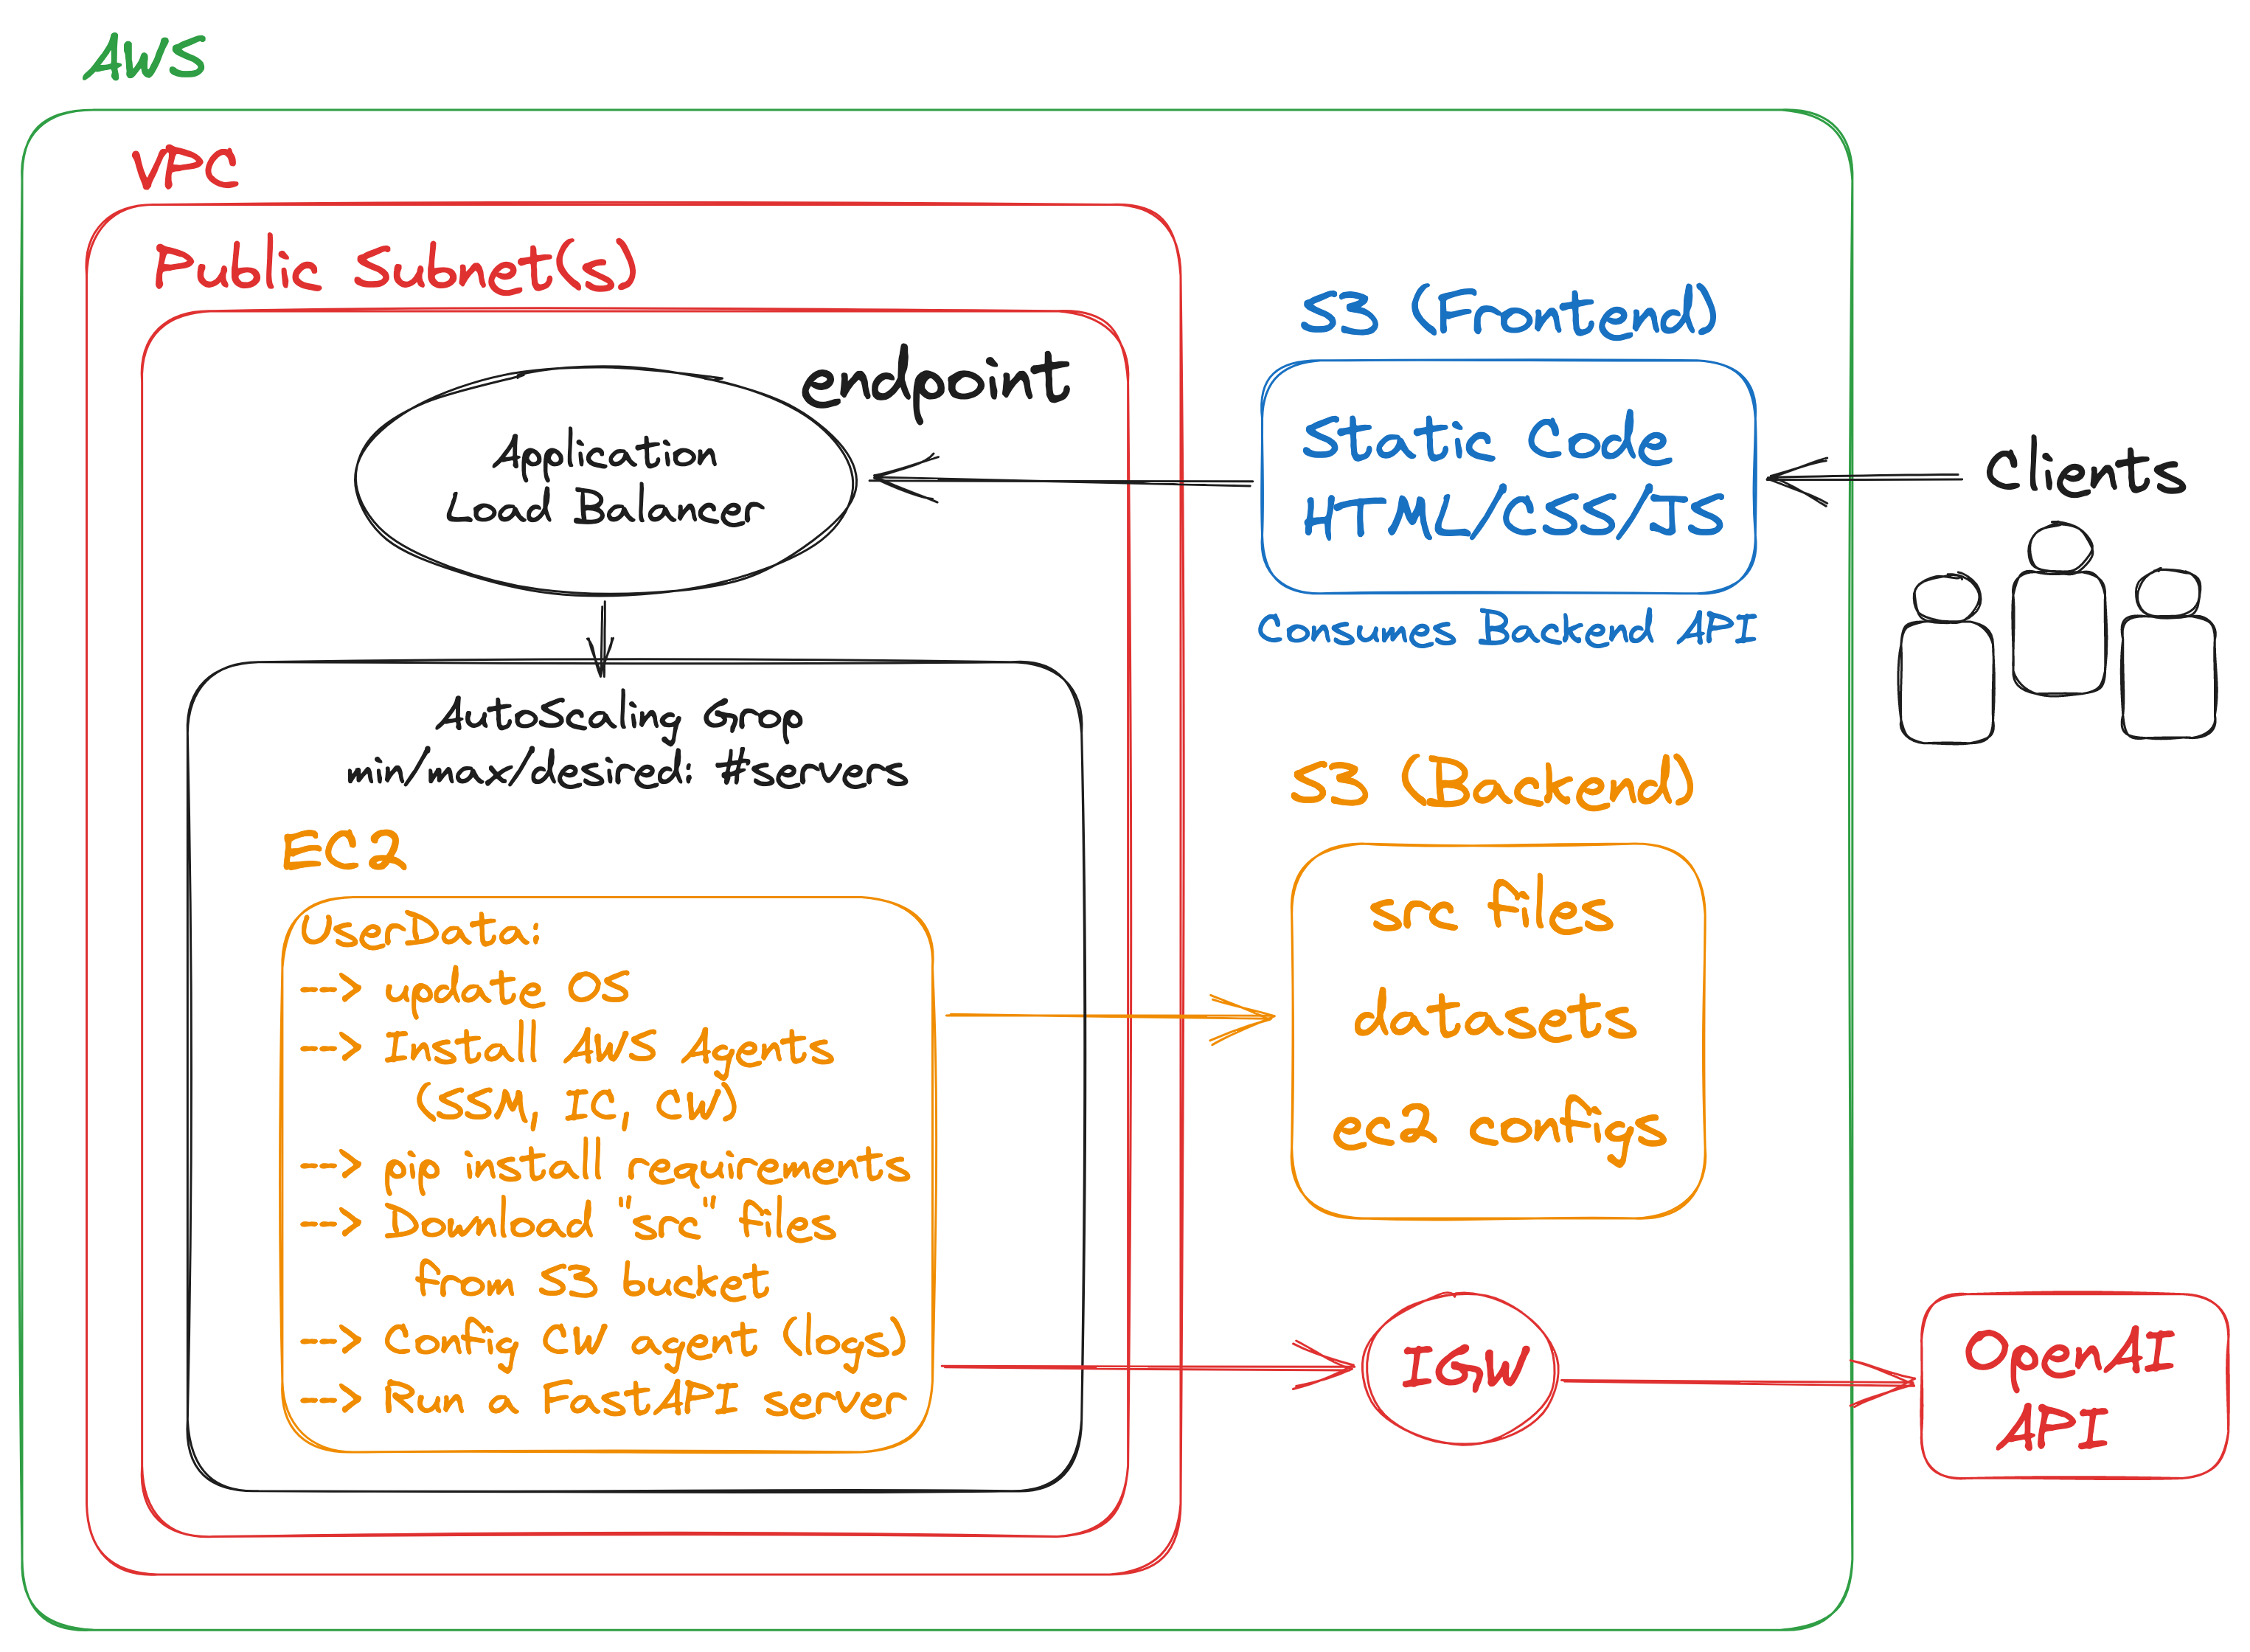 AWS
VPC
Public Subnet(s)
endpoint
Application
Load Balancer
AutoScaling Grop
min/max/desired: #servers
EC2
UserData:
--> update OS
--> Install AWS Agents
(SSM, IC, CW)
--> pip install requirements
--> Download "src" files
from S3 bucket
--> Config CW agent (logs)
--> Run a FastAPI server
S3 (Frontend)
Static Code
HTML/CSS/JS
Consumes Backend API
Clients
S3 (Backend)
src files
datasets
ec2 configs
IGW
OpenAI
API